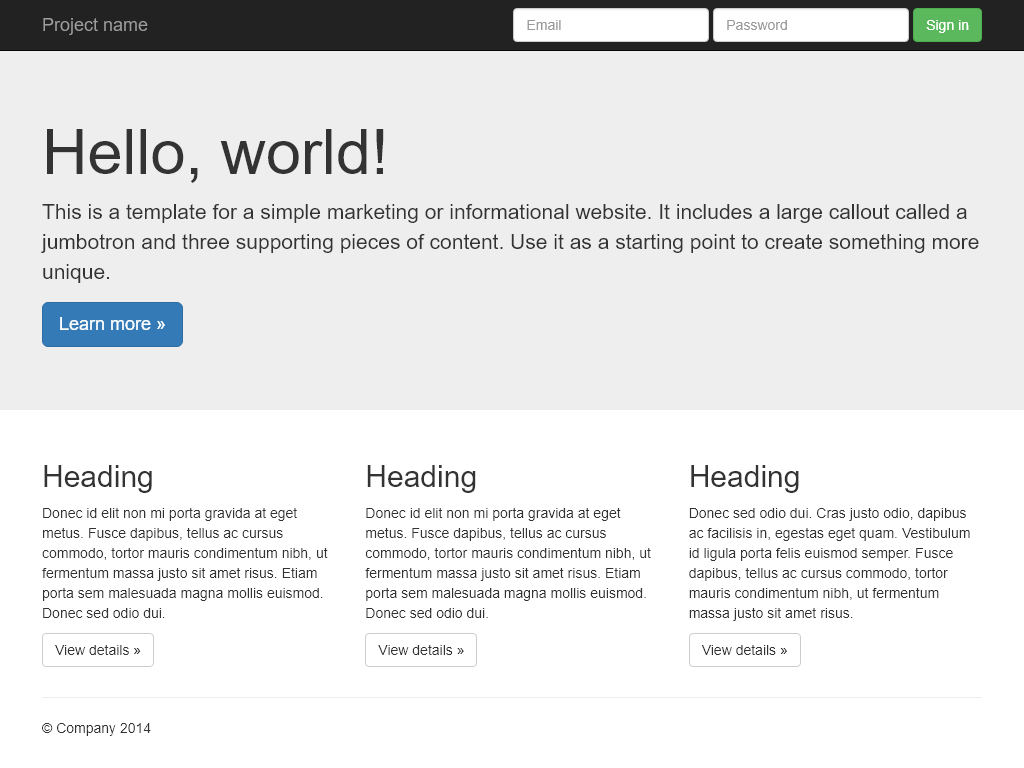 Project name
Email
Password
Sign in
Hello, world!
This is a template for a simple marketing or informational website. It includes a large callout called a
jumbotron and three supporting pieces of content. Use it as a starting point to create something more
unique.
Learn more »
Heading
Donec id elit non mi porta gravida at eget
metus. Fusce dapibus, tellus ac cursus
commodo, tortor mauris condimentum nibh, ut
fermentum massa justo sit amet risus. Etiam
porta sem malesuada magna mollis euismod.
Donec sed odio dui.
View details »
Heading
Donec id elit non mi porta gravida at eget
metus. Fusce dapibus, tellus ac cursus
commodo, tortor mauris condimentum nibh, ut
fermentum massa justo sit amet risus. Etiam
porta sem malesuada magna mollis euismod.
Donec sed odio dui.
View details »
Heading
Donec sed odio dui. Cras justo odio, dapibus
ac facilisis in, egestas eget quam. Vestibulum
id ligula porta felis euismod semper. Fusce
dapibus, tellus ac cursus commodo, tortor
mauris condimentum nibh, ut fermentum
massa justo sit amet risus.
View details »
© Company 2014